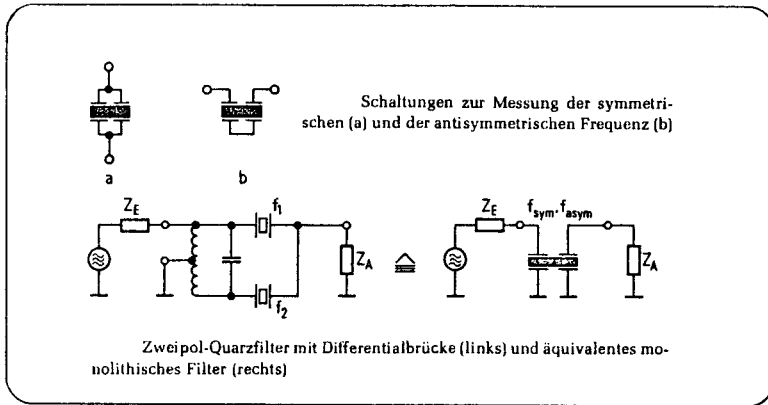 Schaltungen zur Messung der symmetri-
schen (a) und der antisymmetrischen Frequenz (b)
a
b
Z_E
f_1
Z_A
f_2
≙
Z_E
f_sym, f_asym
Z_A
Zweipol-Quarzfilter mit Differentialbrücke (links) und äquivalentes mo-
nolithisches Filter (rechts)